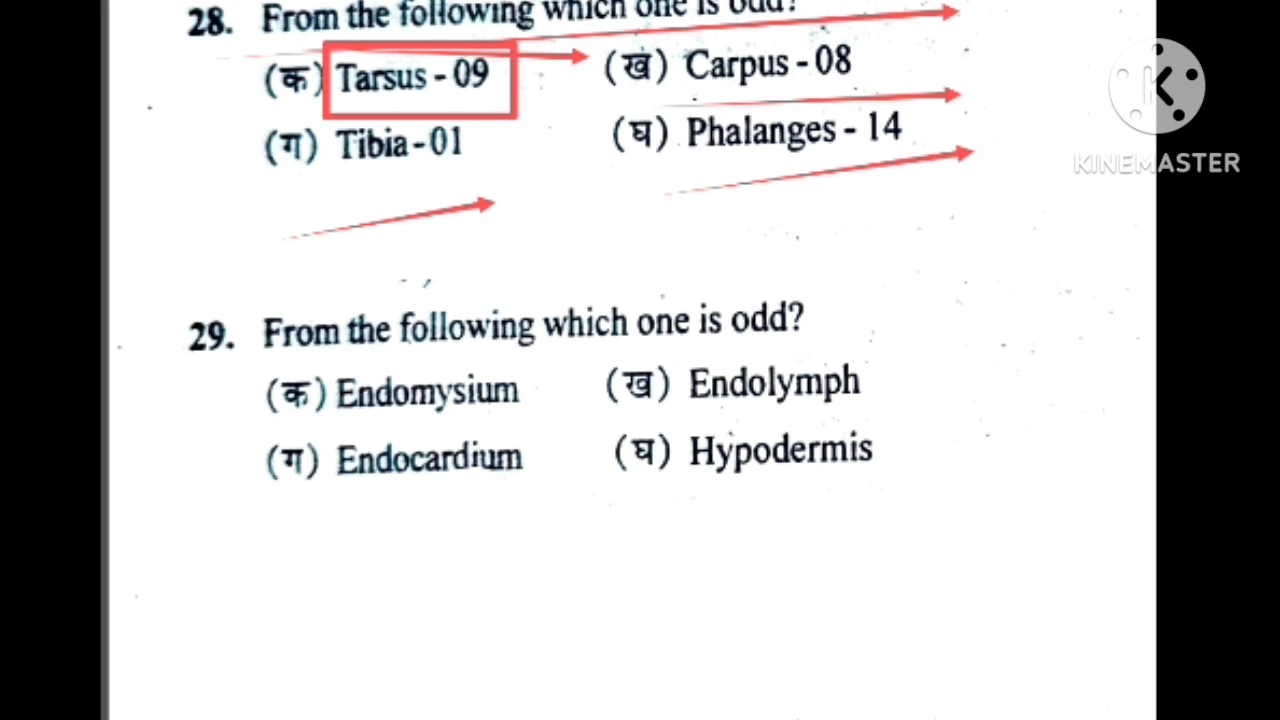 28. From the following which one is odd?
(क) Tarsus - 09 (ख) Carpus - 08
(ग) Tibia - 01 (घ) Phalanges - 14
KINEMASTER
29. From the following which one is odd?
(क) Endomysium (ख) Endolymph
(ग) Endocardium (घ) Hypodermis